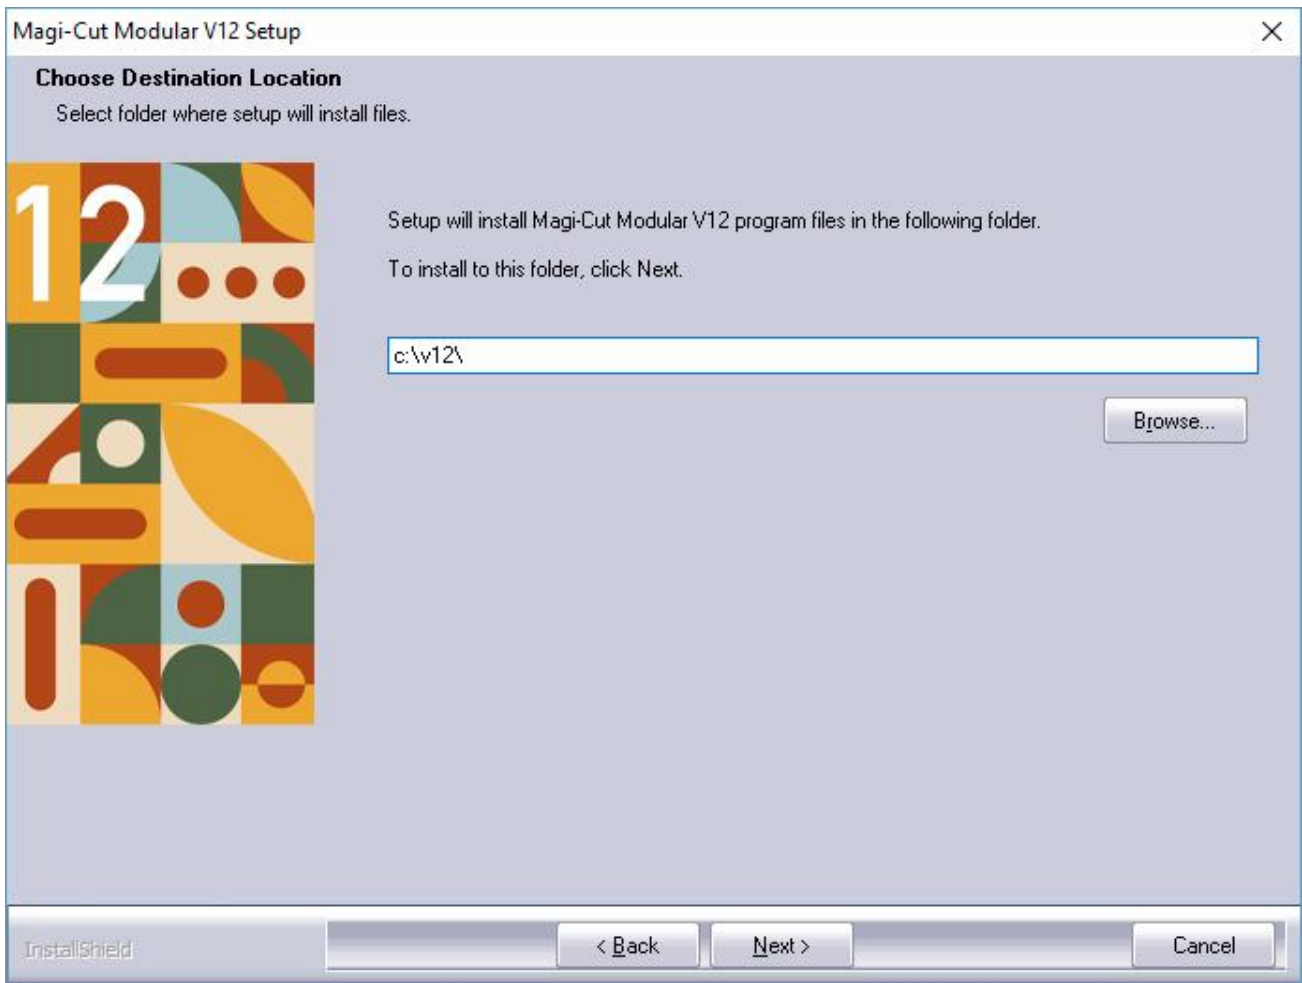 Magi-Cut Modular V12 Setup
Choose Destination Location
Select folder where setup will install files.
12
Setup will install Magi-Cut Modular V12 program files in the following folder.
To install to this folder, click Next.
c:\v12\
Browse...
InstallShield
< Back
Next >
Cancel